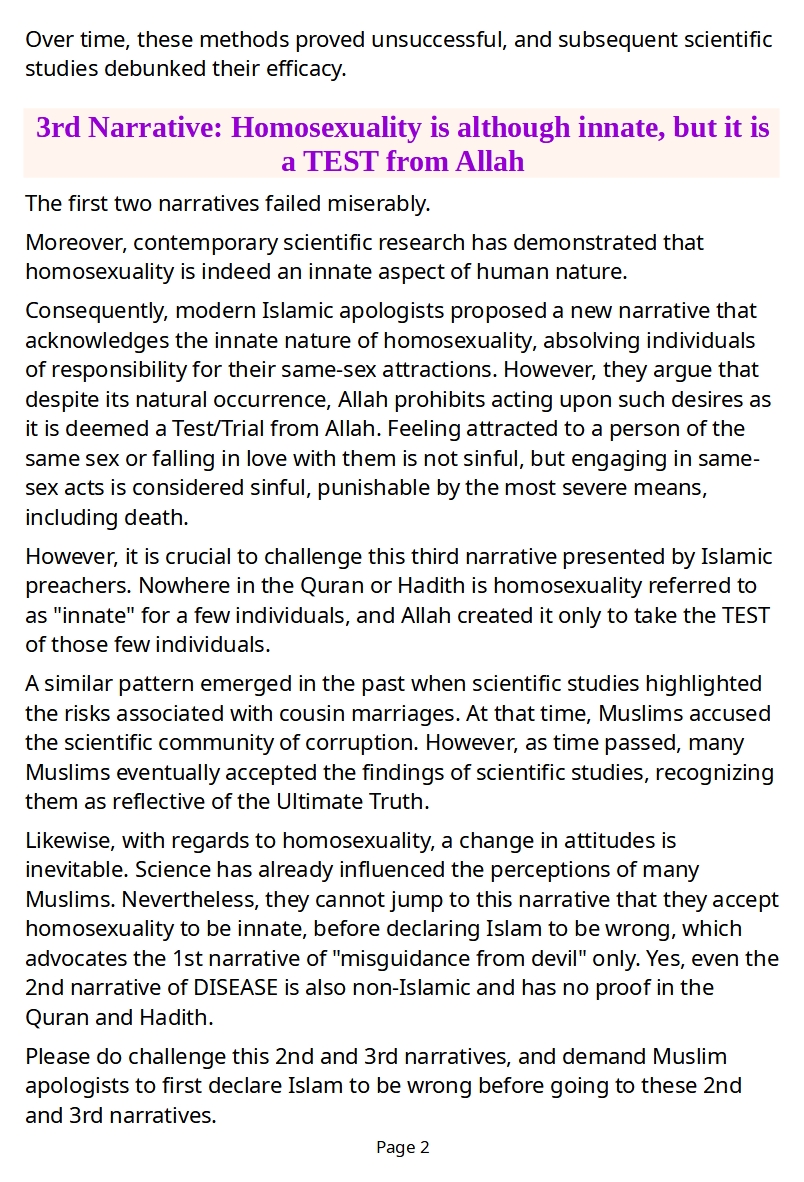 Over time, these methods proved unsuccessful, and subsequent scientific
studies debunked their efficacy.
3rd Narrative: Homosexuality is although innate, but it is
a TEST from Allah
The first two narratives failed miserably.
Moreover, contemporary scientific research has demonstrated that
homosexuality is indeed an innate aspect of human nature.
Consequently, modern Islamic apologists proposed a new narrative that
acknowledges the innate nature of homosexuality, absolving individuals
of responsibility for their same-sex attractions. However, they argue that
despite its natural occurrence, Allah prohibits acting upon such desires as
it is deemed a Test/Trial from Allah. Feeling attracted to a person of the
same sex or falling in love with them is not sinful, but engaging in same-
sex acts is considered sinful, punishable by the most severe means,
including death.
However, it is crucial to challenge this third narrative presented by Islamic
preachers. Nowhere in the Quran or Hadith is homosexuality referred to
as "innate" for a few individuals, and Allah created it only to take the TEST
of those few individuals.
A similar pattern emerged in the past when scientific studies highlighted
the risks associated with cousin marriages. At that time, Muslims accused
the scientific community of corruption. However, as time passed, many
Muslims eventually accepted the findings of scientific studies, recognizing
them as reflective of the Ultimate Truth.
Likewise, with regards to homosexuality, a change in attitudes is
inevitable. Science has already influenced the perceptions of many
Muslims. Nevertheless, they cannot jump to this narrative that they accept
homosexuality to be innate, before declaring Islam to be wrong, which
advocates the 1st narrative of "misguidance from devil" only. Yes, even the
2nd narrative of DISEASE is also non-Islamic and has no proof in the
Quran and Hadith.
Please do challenge this 2nd and 3rd narratives, and demand Muslim
apologists to first declare Islam to be wrong before going to these 2nd
and 3rd narratives.
Page 2